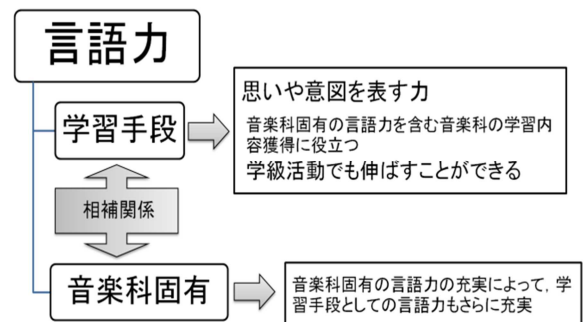 言語力
学習手段
思いや意図を表す力
音楽科固有の言語力を含む音楽科の学習内
容獲得に役立つ
学級活動でも伸ばすことができる
相補関係
音楽科固有
音楽科固有の言語力の充実によって，学
習手段としての言語力もさらに充実